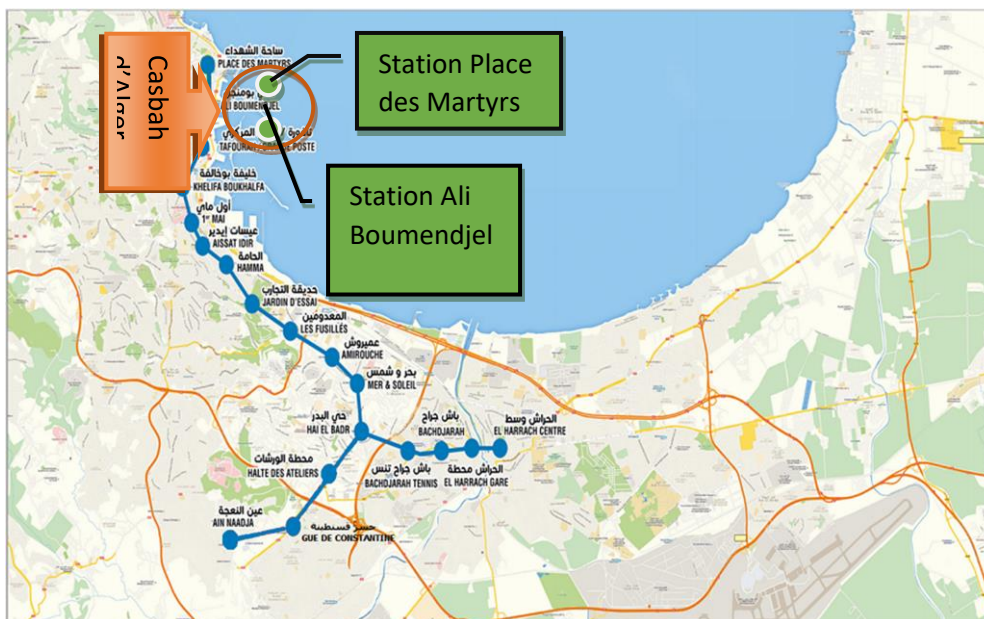 Casbah
d'Alger
Station Place
des Martyrs
Station Ali
Boumendjel
ساحة الشهداء
PLACE DES MARTYRS
ALI BOUMENDJEL
TAFOURAH
POSTE
خليفة بوخالفة
KHELIFA BOUKHALFA
أول ماي
1er MAI
عيسات إيدير
AISSAT IDIR
الحامة
HAMMA
حديقة التجارب
JARDIN D'ESSAI
المعدومين
LES FUSILLÉS
عميروش
AMIROUCHE
بحر و شمس
MER & SOLEIL
حي البدر
HAI EL BADR
باش جراح
BACHDJARAH
الحراش وسط
EL HARRACH CENTRE
باش جراح تنس
BACHDJARAH TENNIS
الحراش محطة
EL HARRACH GARE
محطة الورشات
HALTE DES ATELIERS
عين النعجة
AIN NAADJA
جسر قسنطينة
GUE DE CONSTANTINE